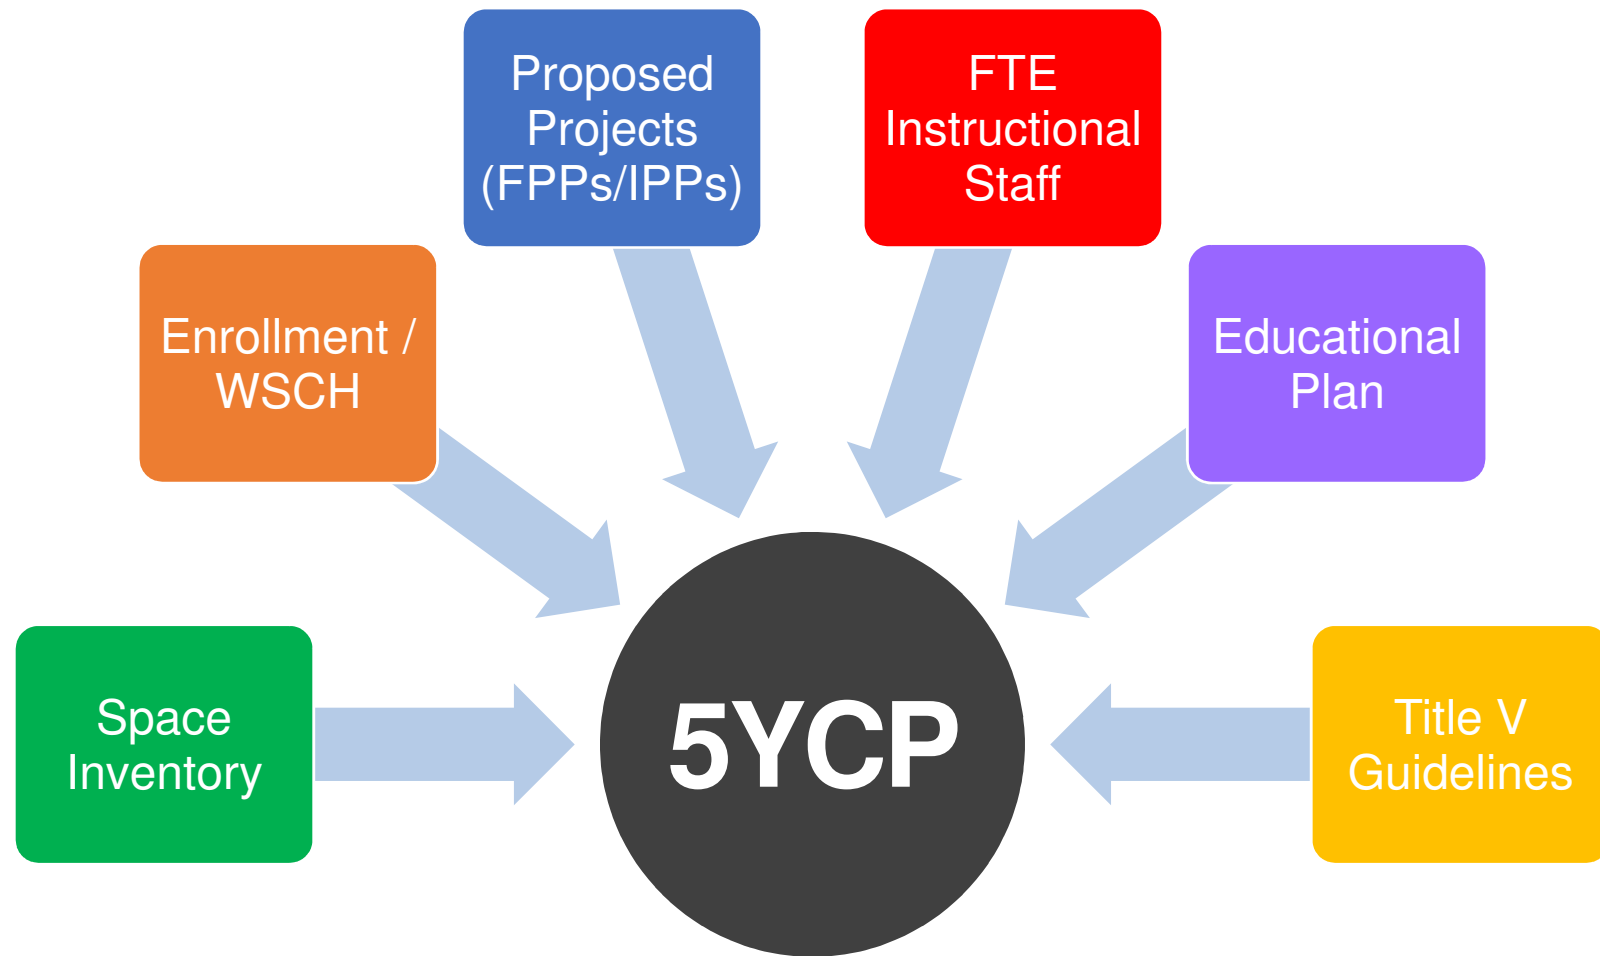 Proposed
Projects
(FPPs/IPPs)
FTE
Instructional
Staff
Enrollment /
WSCH
Educational
Plan
Space
Inventory
5YCP
Title V
Guidelines